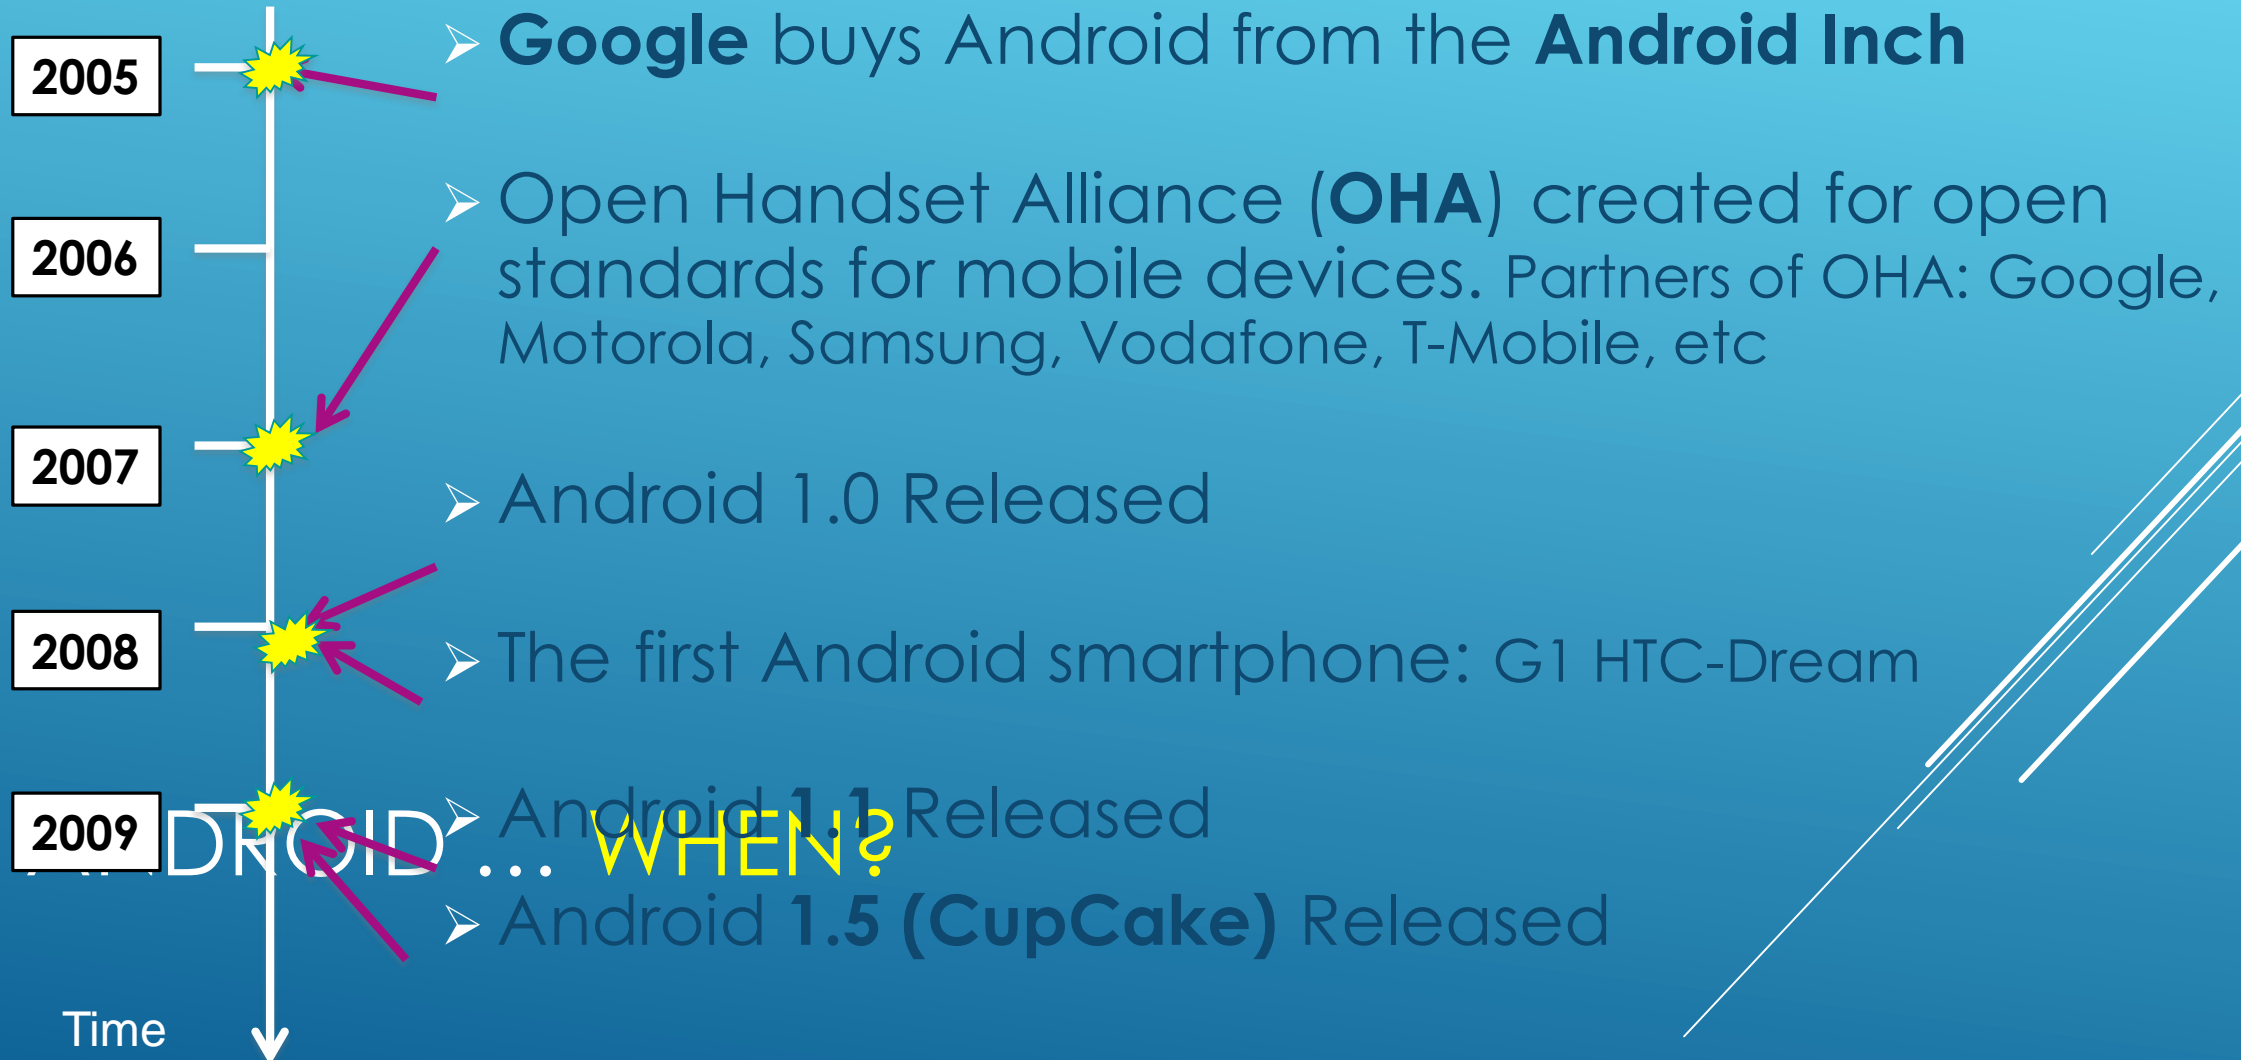 2005
Google buys Android from the Android Inch
2006
Open Handset Alliance (OHA) created for open
standards for mobile devices. Partners of OHA: Google,
Motorola, Samsung, Vodafone, T-Mobile, etc
2007
Android 1.0 Released
2008
The first Android smartphone: G1 HTC-Dream
2009
Android 1.1 Released
ANDROID ... WHEN?
Android 1.5 (CupCake) Released
Time